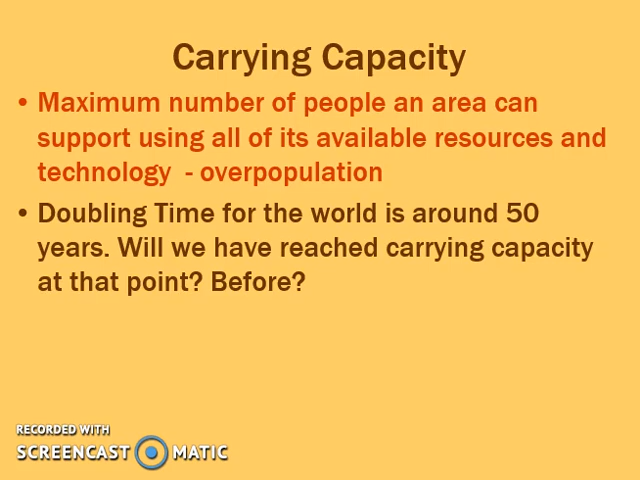 Carrying Capacity
• Maximum number of people an area can
support using all of its available resources and
technology - overpopulation
• Doubling Time for the world is around 50
years. Will we have reached carrying capacity
at that point? Before?
RECORDED WITH
SCREENCAST MATIC